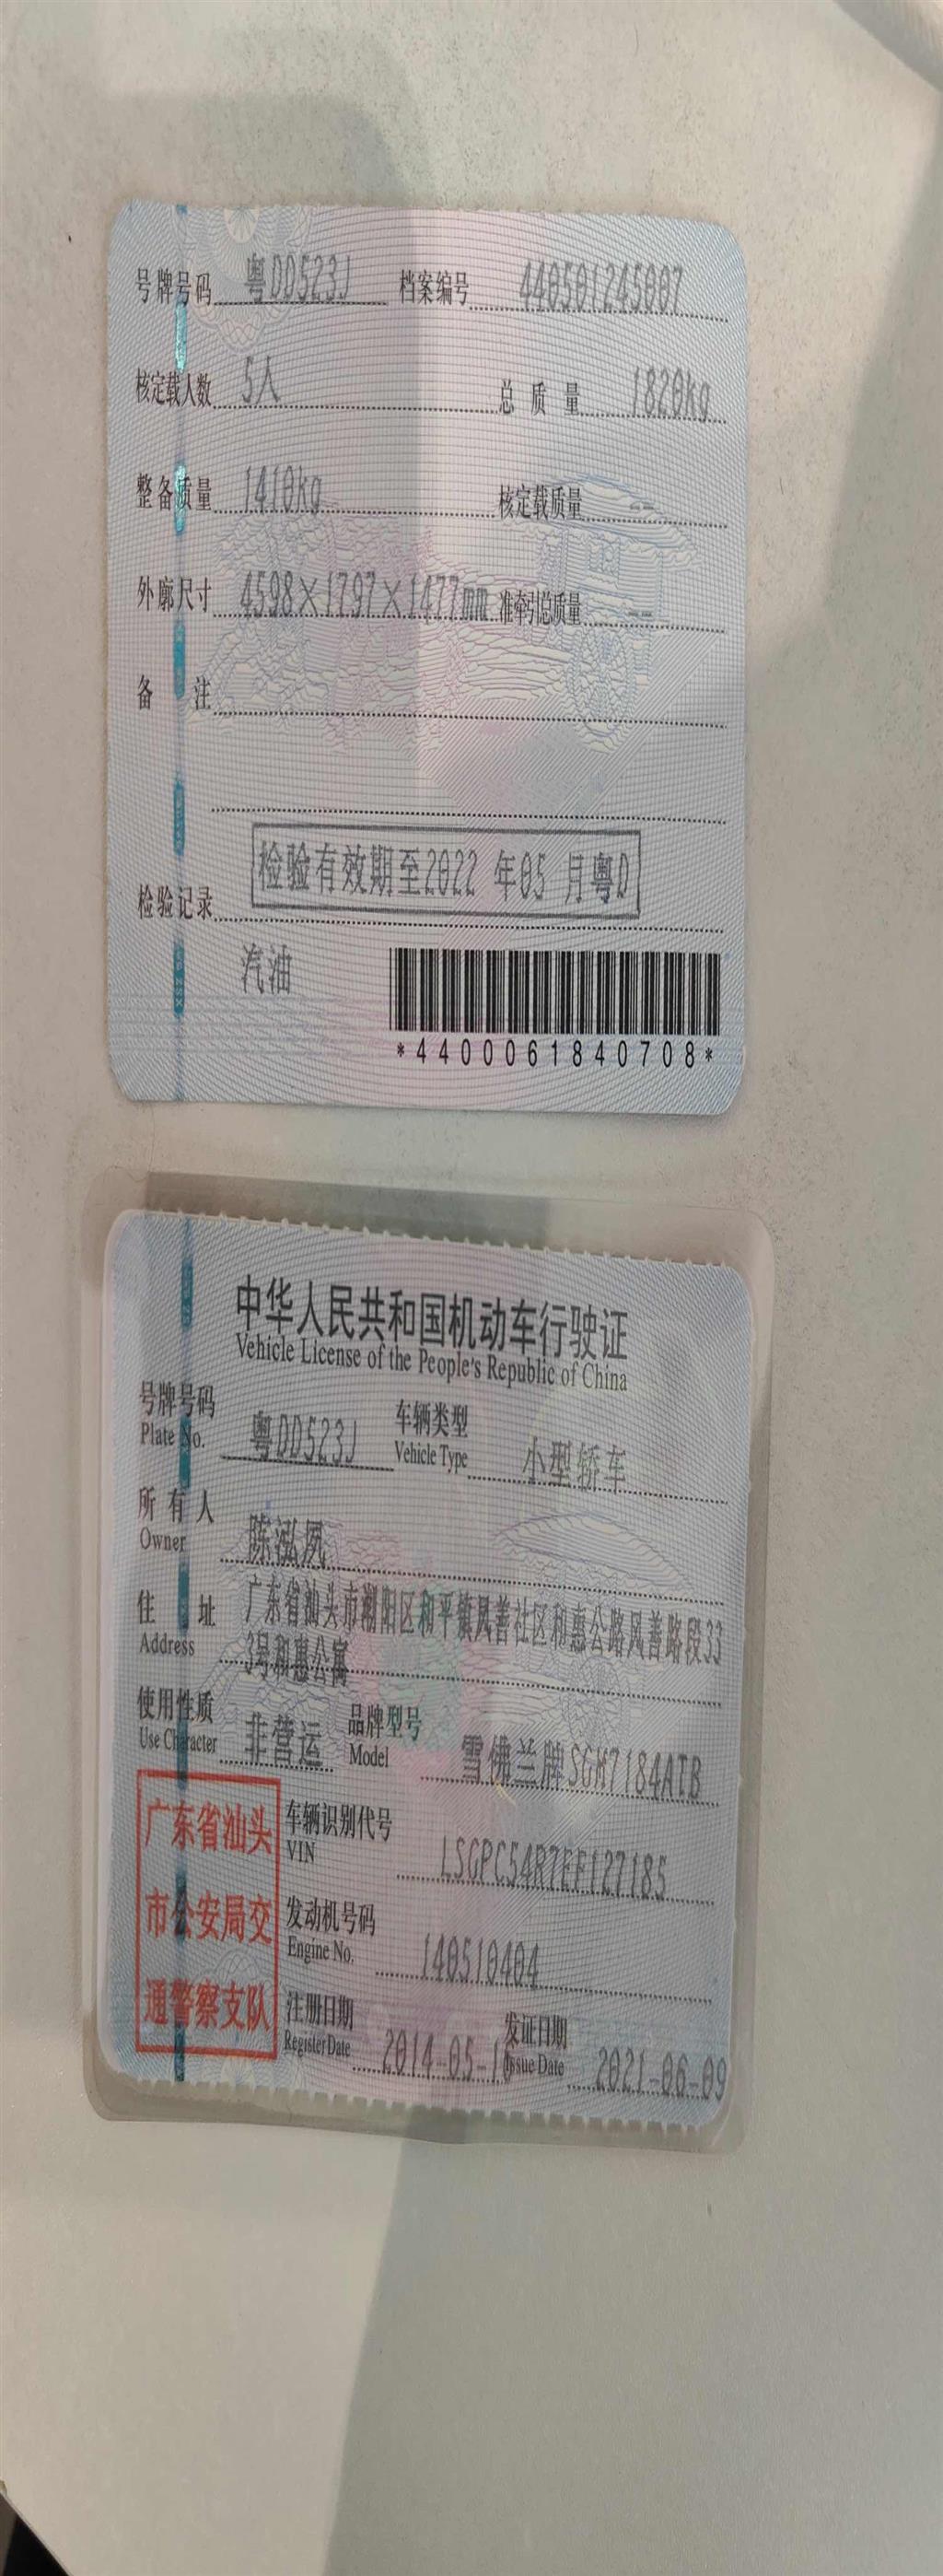 号牌号码 粤DD523J 档案编号 440501245007
核定载人数 5人 总质量 1820kg
整备质量 1410kg 核定载质量 --
外廓尺寸 4598×1797×1477mm 准牵引总质量 --
备注
检验记录 检验有效期至2022 年05 月粤D
汽油
*4400061840708*
中华人民共和国机动车行驶证
Vehicle License of the People's Republic of China
号牌号码 粤DD523J 车辆类型 小型轿车
Plate No. Vehicle Type
所有人 陈泓夙
Owner
住址 广东省汕头市潮阳区和平镇凤善社区和惠公路凤善路段33
Address 3号和惠公寓
使用性质 非营运 品牌型号 雪佛兰牌SGM7184ATB
Use Character Model
广东省汕头
市公安局交
通警察支队
车辆识别代号 LSGPC54R7EF127185
VIN
发动机号码 140510404
Engine No.
注册日期 2014-05-16 发证日期 2021-06-09
Register Date Issue Date